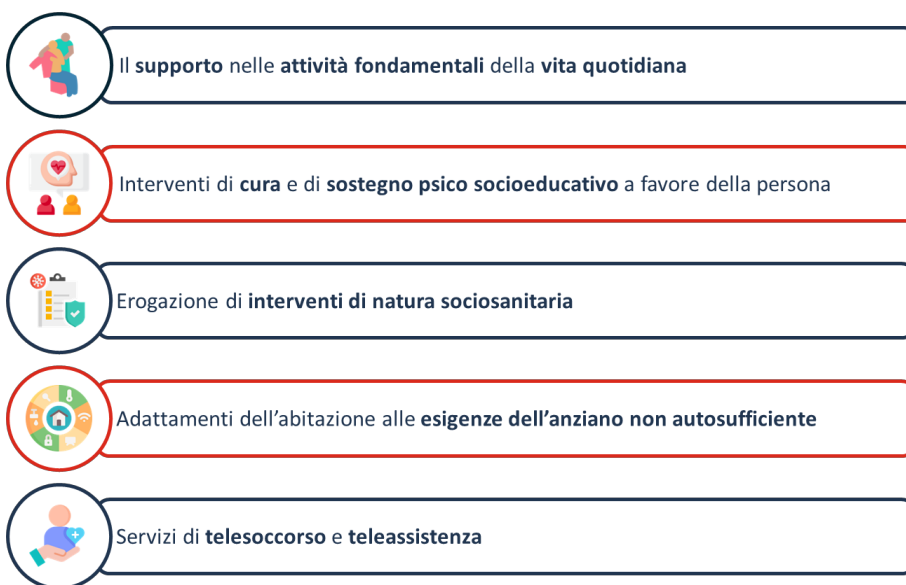 Il supporto nelle attività fondamentali della vita quotidiana
Interventi di cura e di sostegno psico socioeducativo a favore della persona
Erogazione di interventi di natura sociosanitaria
Adattamenti dell’abitazione alle esigenze dell’anziano non autosufficiente
Servizi di telesoccorso e teleassistenza